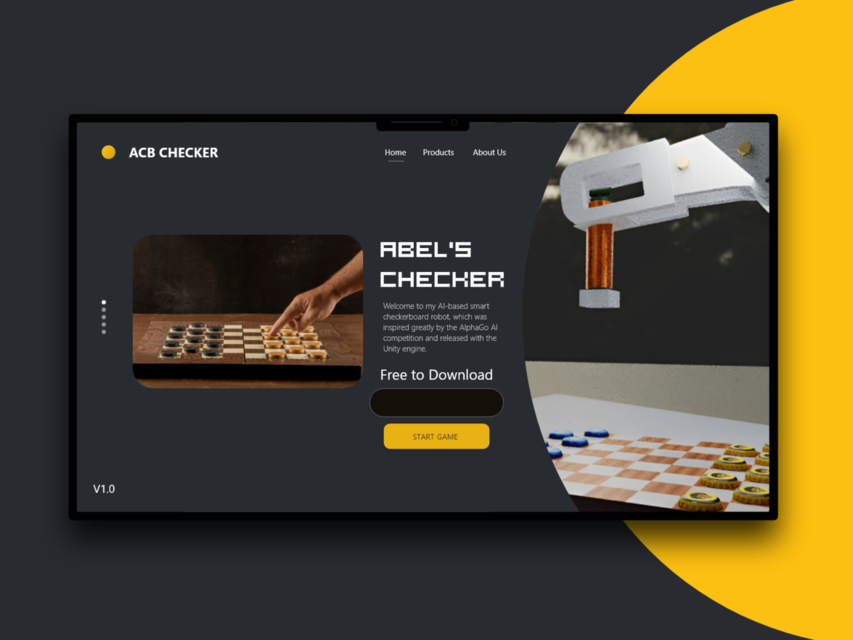 ACB CHECKER
Home
Products
About Us
ABEL'S
CHECKER
Welcome to my AI-based smart
checkerboard robot, which was
inspired greatly by the AlphaGo AI
competition and released with the
Unity engine.
Free to Download
START GAME
V1.0